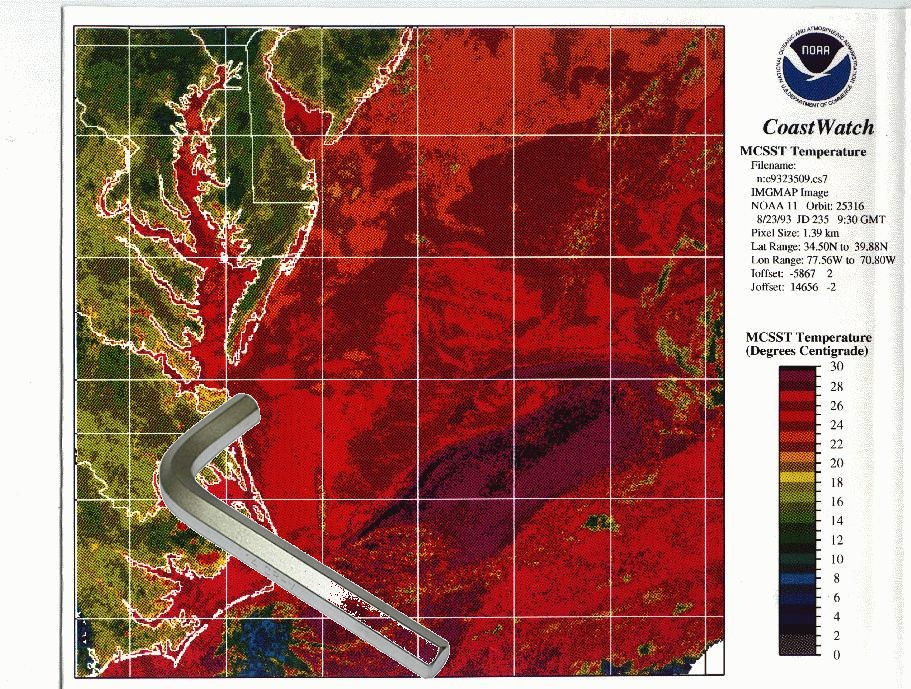 NOAA
NATIONAL OCEANIC AND ATMOSPHERIC ADMINISTRATION
U.S. DEPARTMENT OF COMMERCE
CoastWatch
MCSST Temperature
Filename:
n:c9323509.cs7
IMGMAP Image
NOAA 11 Orbit: 25316
8/23/93 JD 235 9:30 GMT
Pixel Size: 1.39 km
Lat Range: 34.50N to 39.88N
Lon Range: 77.56W to 70.80W
Ioffset: -5867 2
Joffset: 14656 -2
MCSST Temperature
(Degrees Centigrade)
30
28
26
24
22
20
18
16
14
12
10
8
6
4
2
0